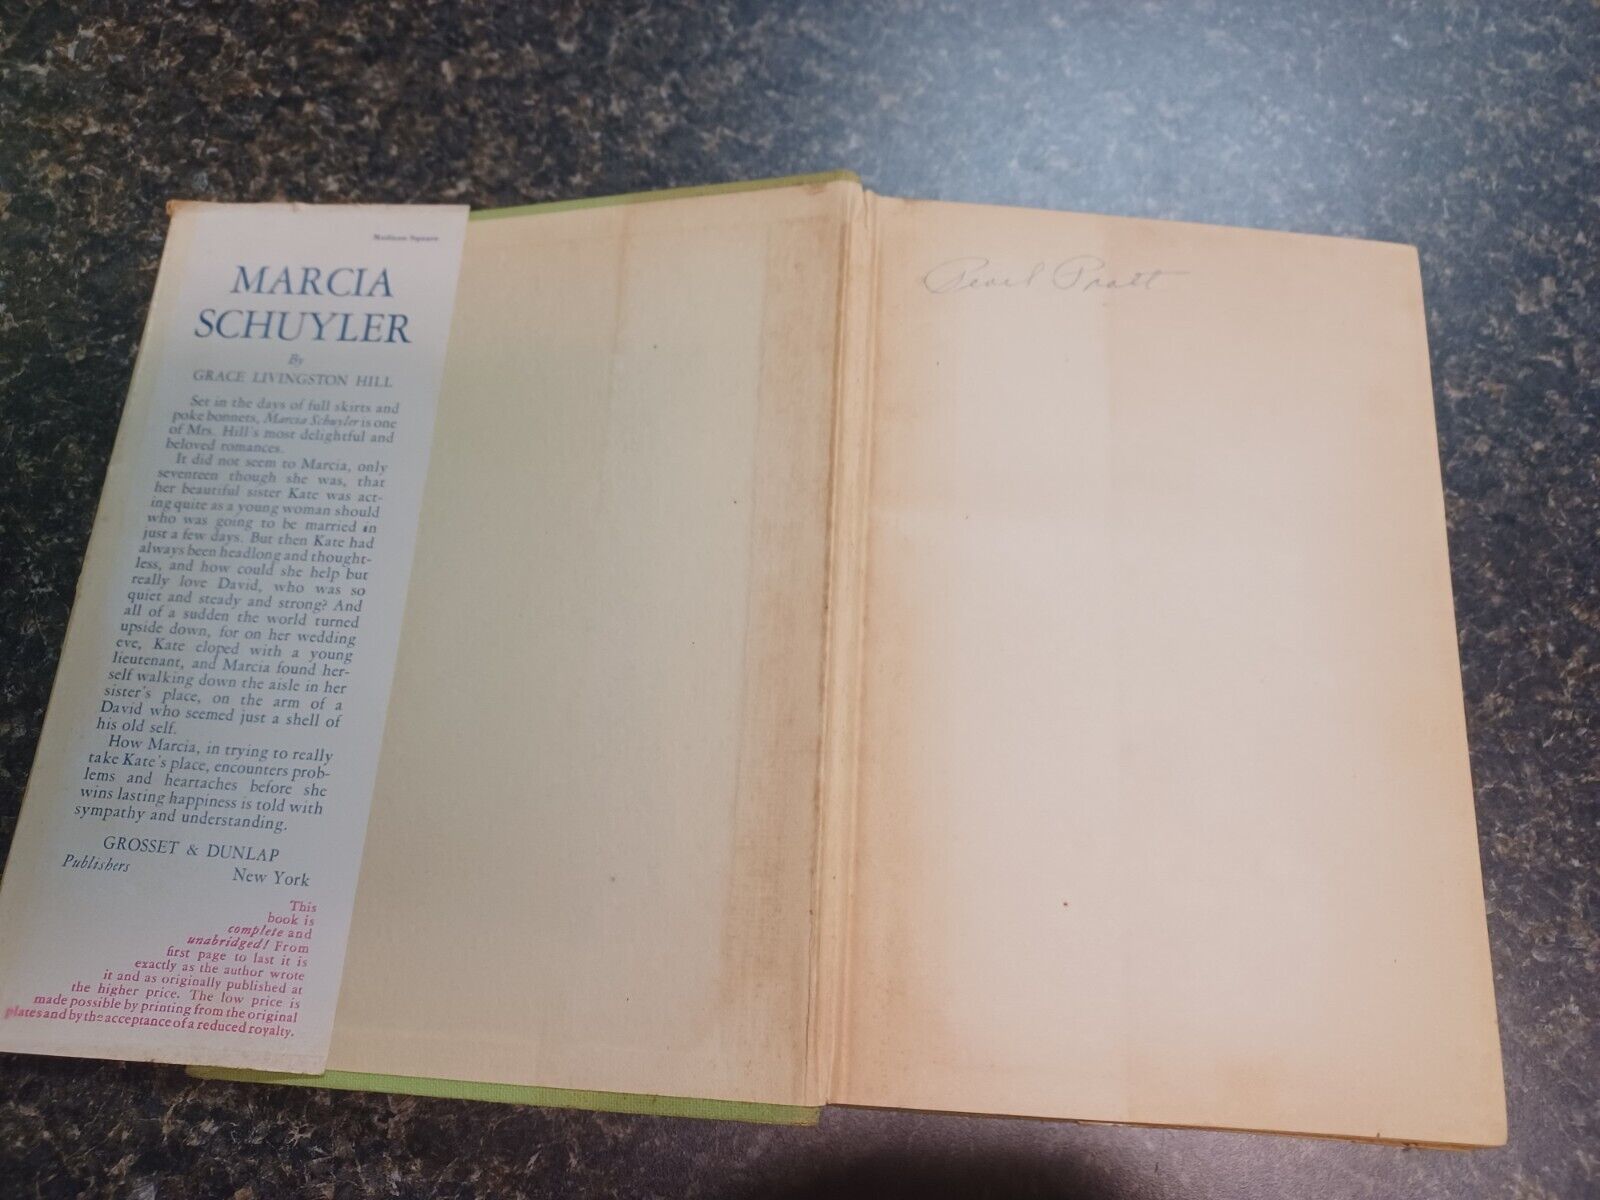 Madison Square
MARCIA
SCHUYLER
By
GRACE LIVINGSTON HILL
Set in the days of full skirts and
poke bonnets, Marcia Schuyler is one
of Mrs. Hill's most delightful and
beloved romances.
It did not seem to Marcia, only
seventeen though she was, that
her beautiful sister Kate was act-
ing quite as a young woman should
who was going to be married in
just a few days. But then Kate had
always been headlong and thought-
less, and how could she help but
really love David, who was so
quiet and steady and strong? And
all of a sudden the world turned
upside down, for on her wedding
eve, Kate eloped with a young
lieutenant, and Marcia found her-
self walking down the aisle in her
sister's place, on the arm of a
David who seemed just a shell of
his old self.
How Marcia, in trying to really
take Kate's place, encounters prob-
lems and heartaches before she
wins lasting happiness is told with
sympathy and understanding.
GROSSET & DUNLAP
Publishers New York
This
book is
complete and
unabridged! From
first page to last it is
exactly as the author wrote
it and as originally published at
the higher price. The low price is
made possible by printing from the original
plates and by the acceptance of a reduced royalty.
Pearl Pratt